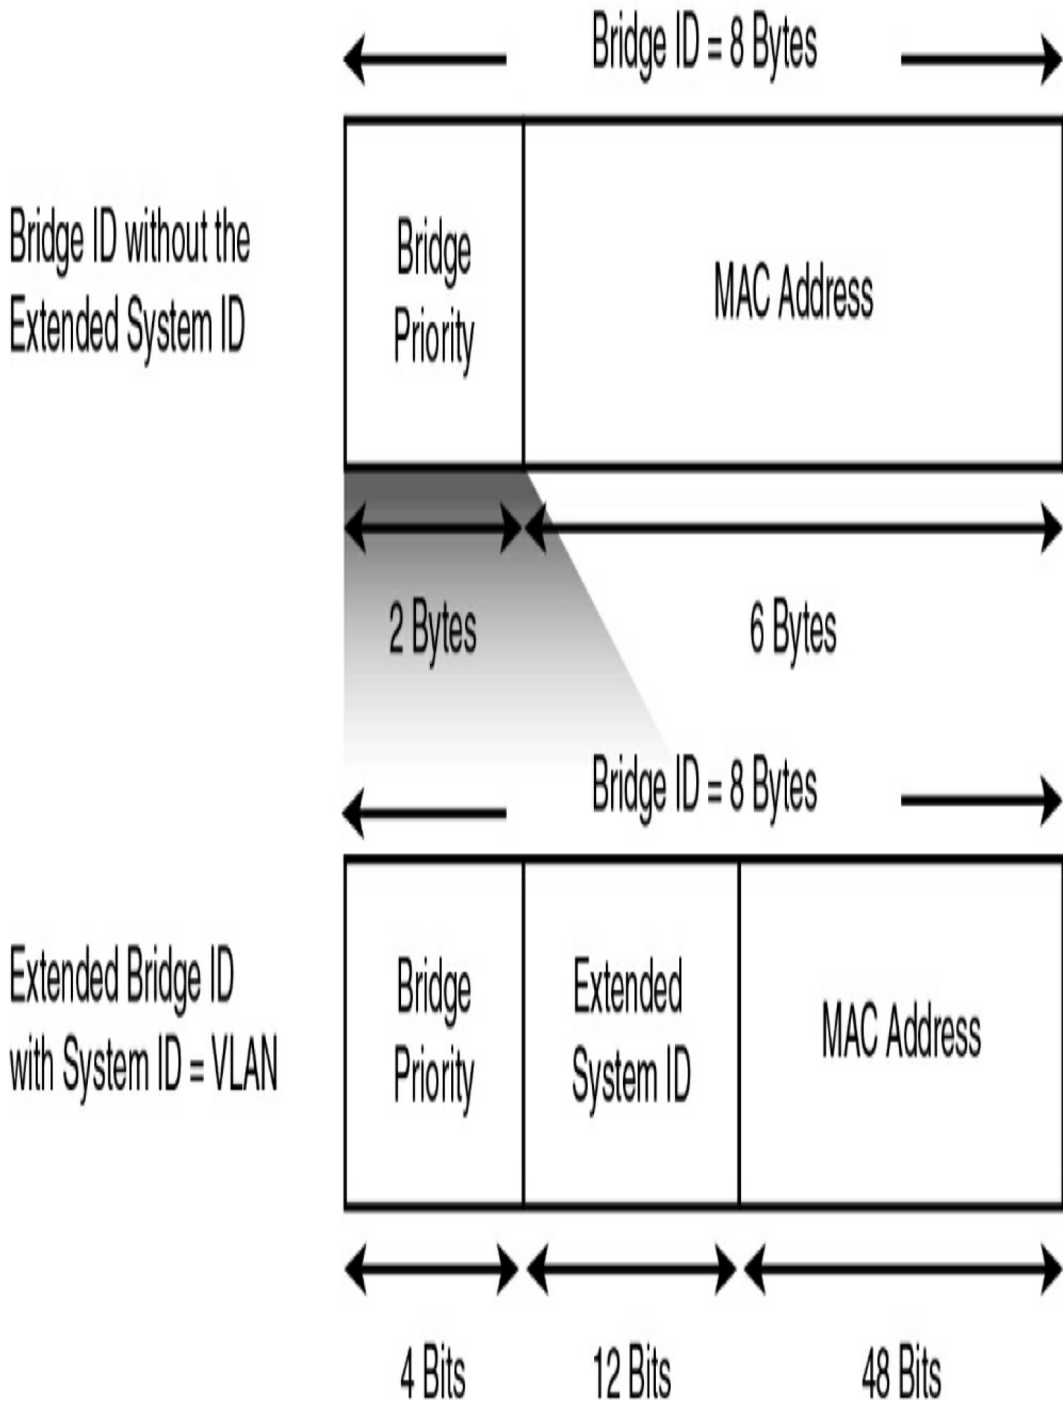 Bridge ID = 8 Bytes
Bridge ID without the
Extended System ID
Bridge
Priority
MAC Address
2 Bytes
6 Bytes
Bridge ID = 8 Bytes
Extended Bridge ID
with System ID = VLAN
Bridge
Priority
Extended
System ID
MAC Address
4 Bits
12 Bits
48 Bits